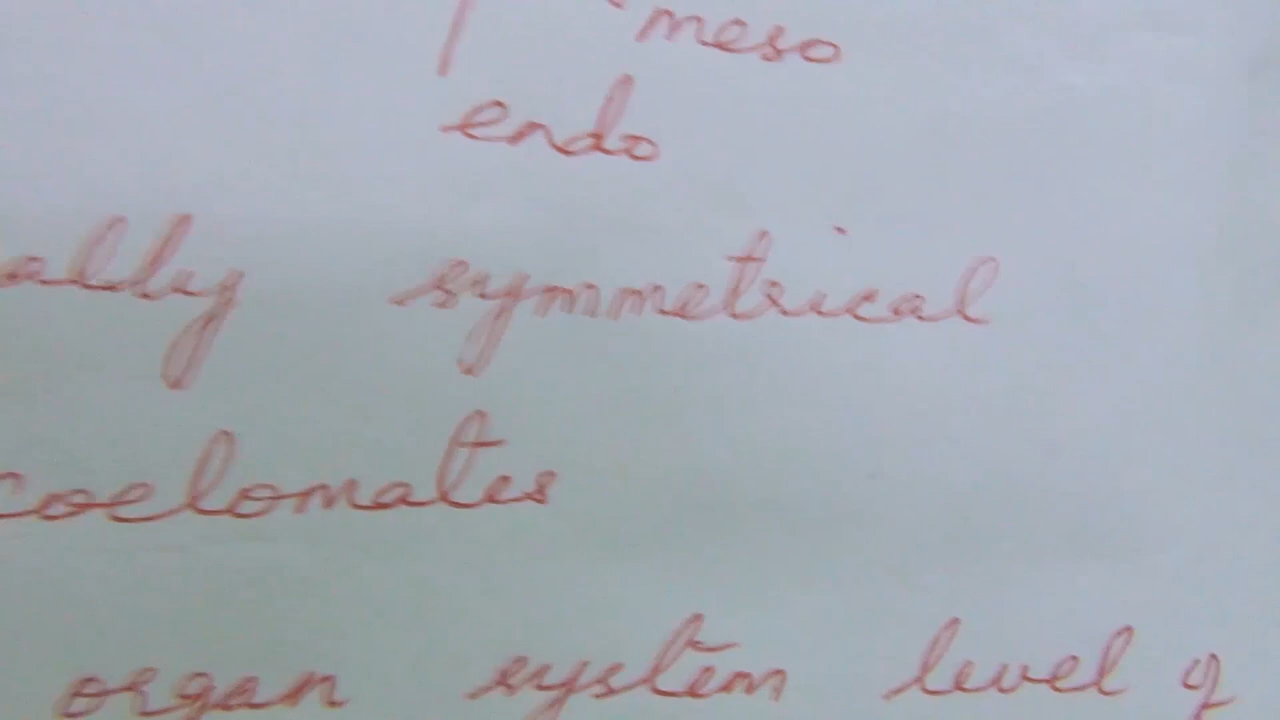 meso
endo
ally symmetrical
coelomates
organ system level